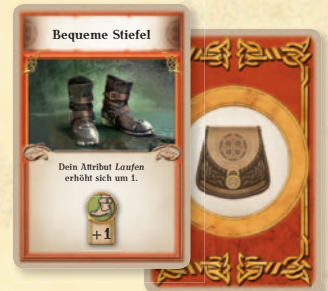 Bequeme Stiefel
Dein Attribut Laufen
erhöht sich um 1.
+1